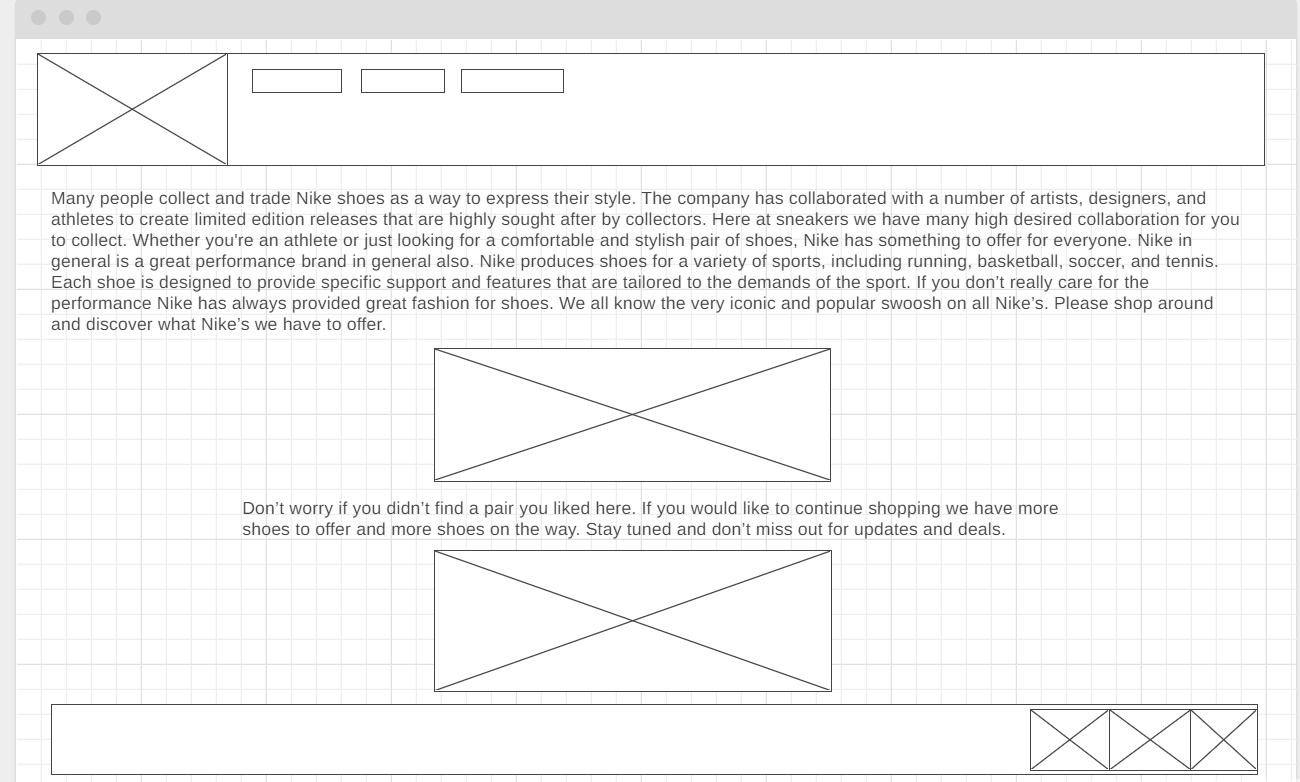 Many people collect and trade Nike shoes as a way to express their style. The company has collaborated with a number of artists, designers, and
athletes to create limited edition releases that are highly sought after by collectors. Here at sneakers we have many high desired collaboration for you
to collect. Whether you're an athlete or just looking for a comfortable and stylish pair of shoes, Nike has something to offer for everyone. Nike in
general is a great performance brand in general also. Nike produces shoes for a variety of sports, including running, basketball, soccer, and tennis.
Each shoe is designed to provide specific support and features that are tailored to the demands of the sport. If you don’t really care for the
performance Nike has always provided great fashion for shoes. We all know the very iconic and popular swoosh on all Nike’s. Please shop around
and discover what Nike’s we have to offer.
Don’t worry if you didn’t find a pair you liked here. If you would like to continue shopping we have more
shoes to offer and more shoes on the way. Stay tuned and don’t miss out for updates and deals.